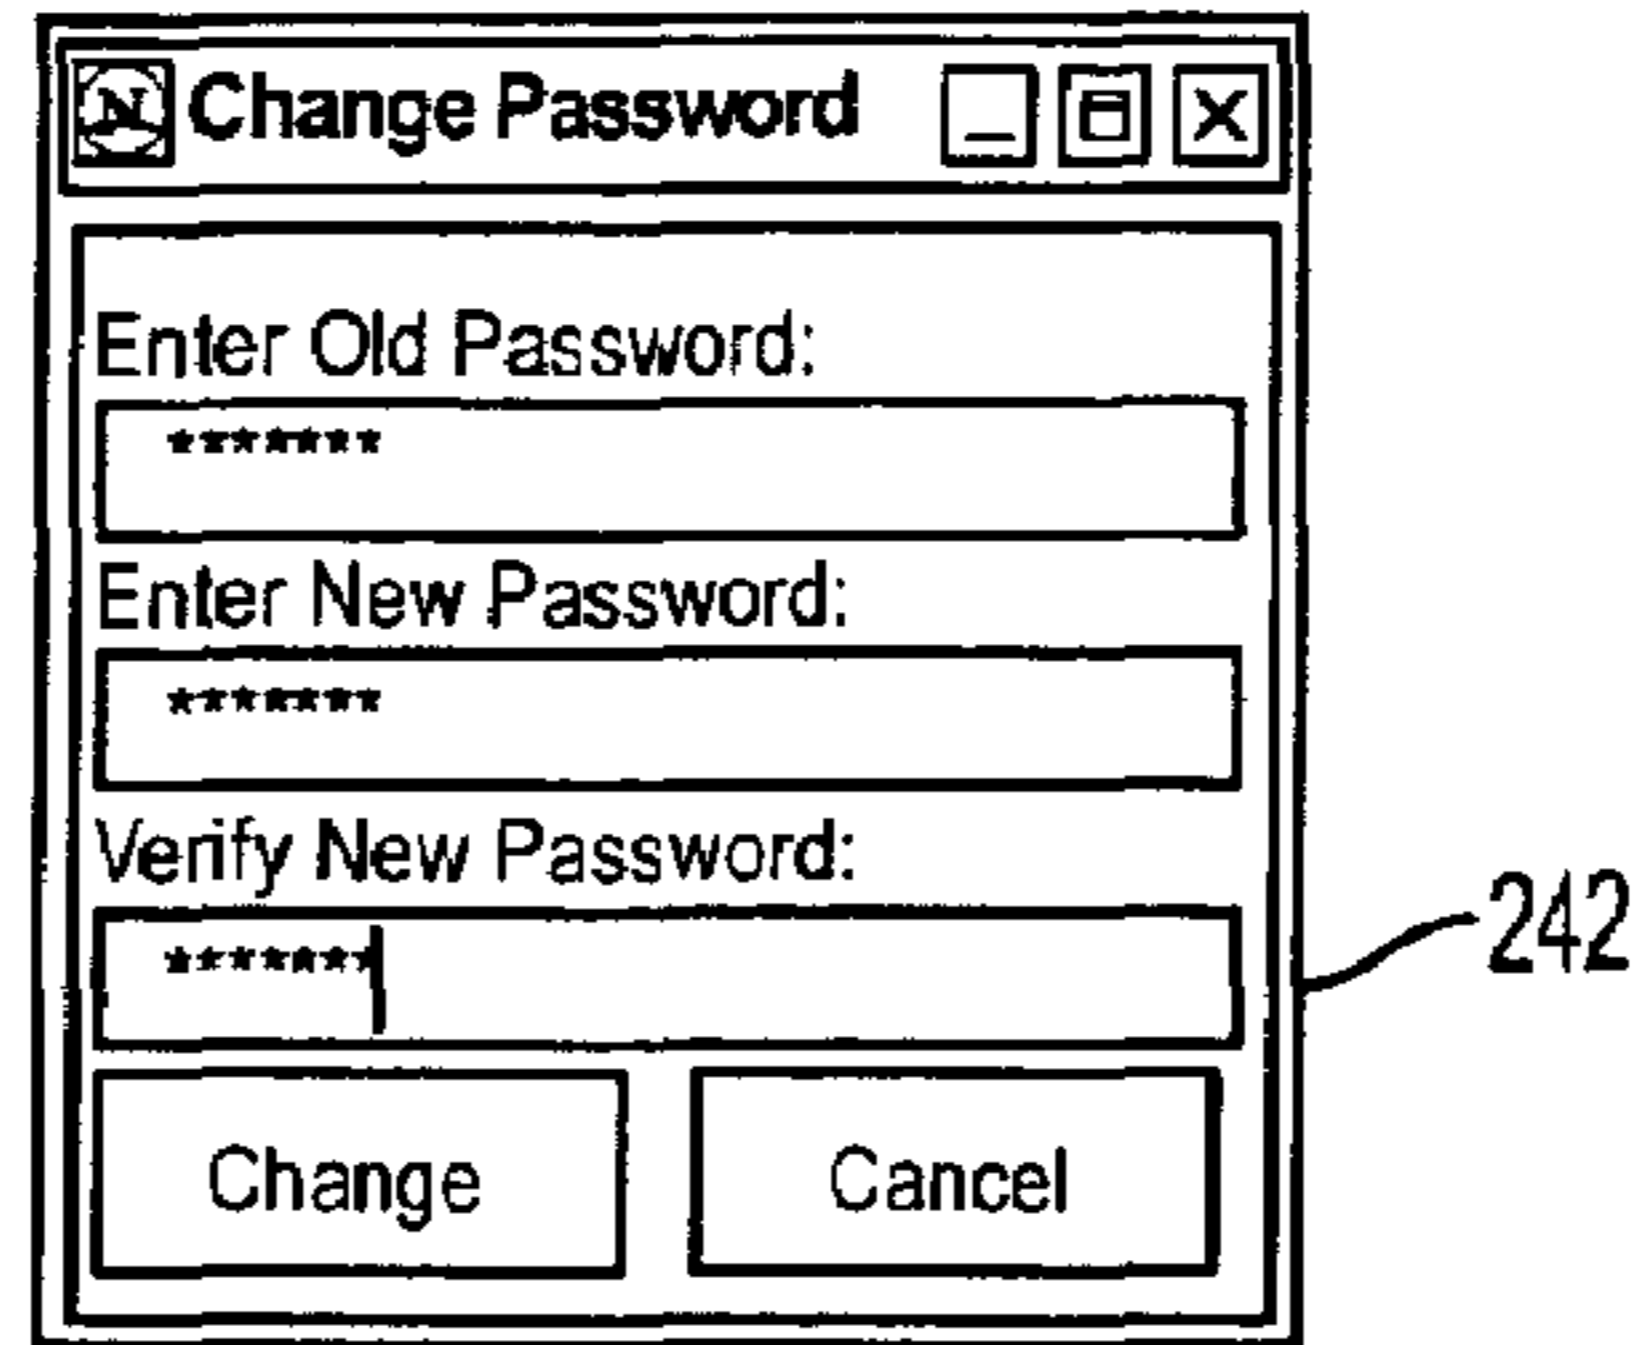 N Change Password
Enter Old Password:
*******
Enter New Password:
*******
Verify New Password:
*******
242
Change Cancel